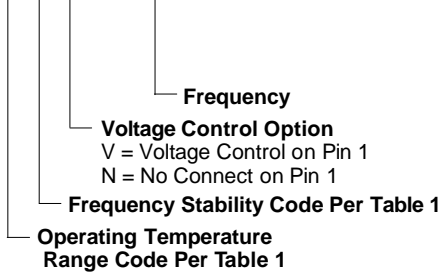 Frequency
Voltage Control Option
V = Voltage Control on Pin 1
N = No Connect on Pin 1
Frequency Stability Code Per Table 1
Operating Temperature
Range Code Per Table 1